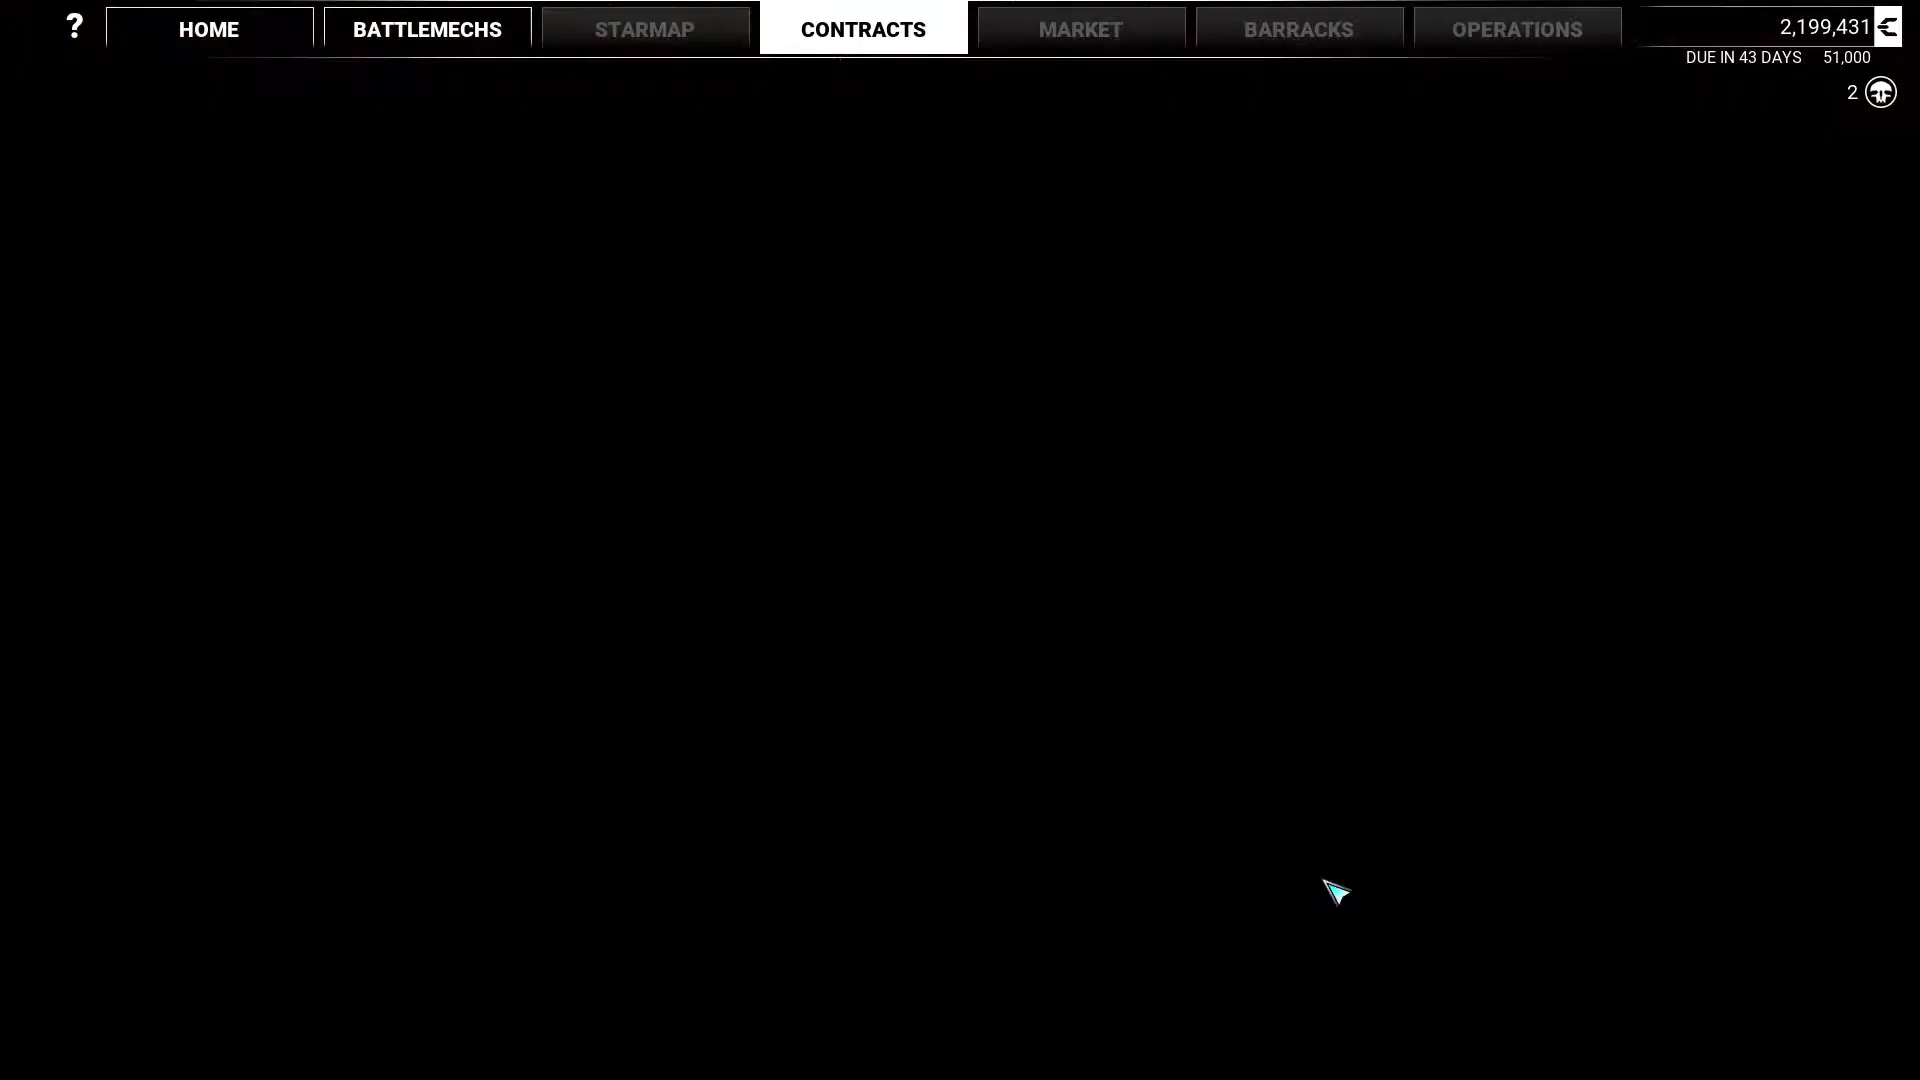 ? HOME BATTLEMECHS STARMAP CONTRACTS MARKET BARRACKS OPERATIONS 2,199,431
DUE IN 43 DAYS 51,000
2